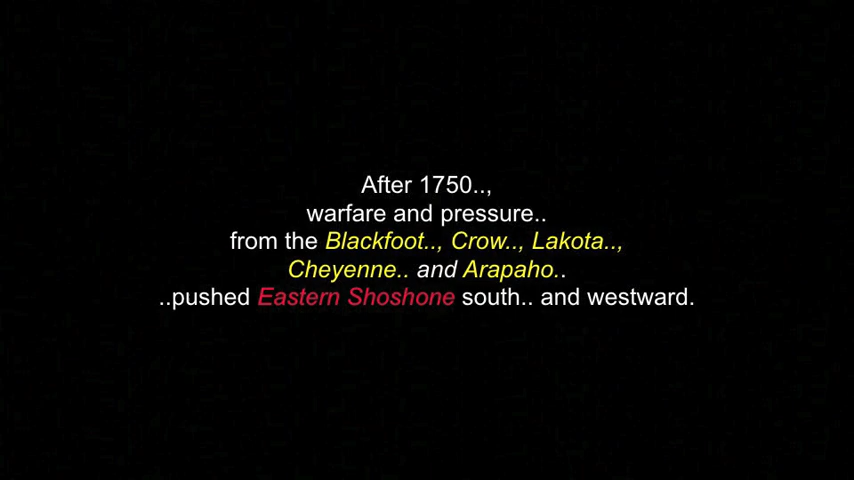 After 1750..,
warfare and pressure..
from the Blackfoot.., Crow.., Lakota..,
Cheyenne.. and Arapaho..
..pushed Eastern Shoshone south.. and westward.